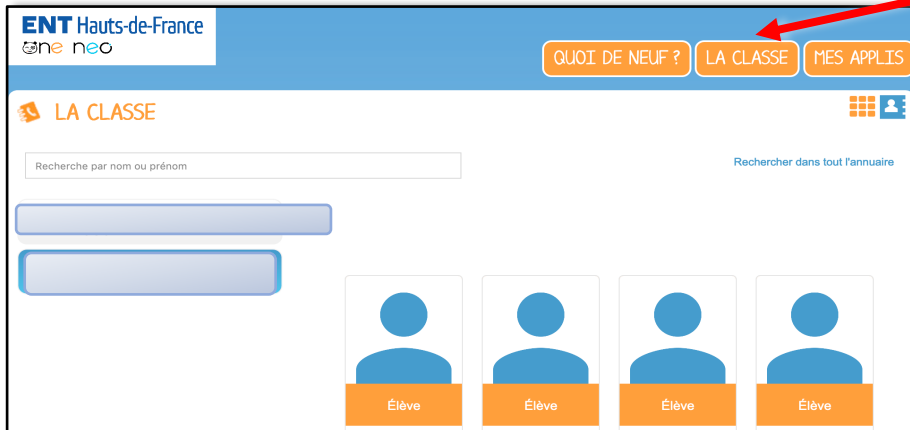 ENT Hauts-de-France
one neo
QUOI DE NEUF ? LA CLASSE MES APPLIS
LA CLASSE
Recherche par nom ou prénom
Rechercher dans tout l'annuaire
Élève Élève Élève Élève